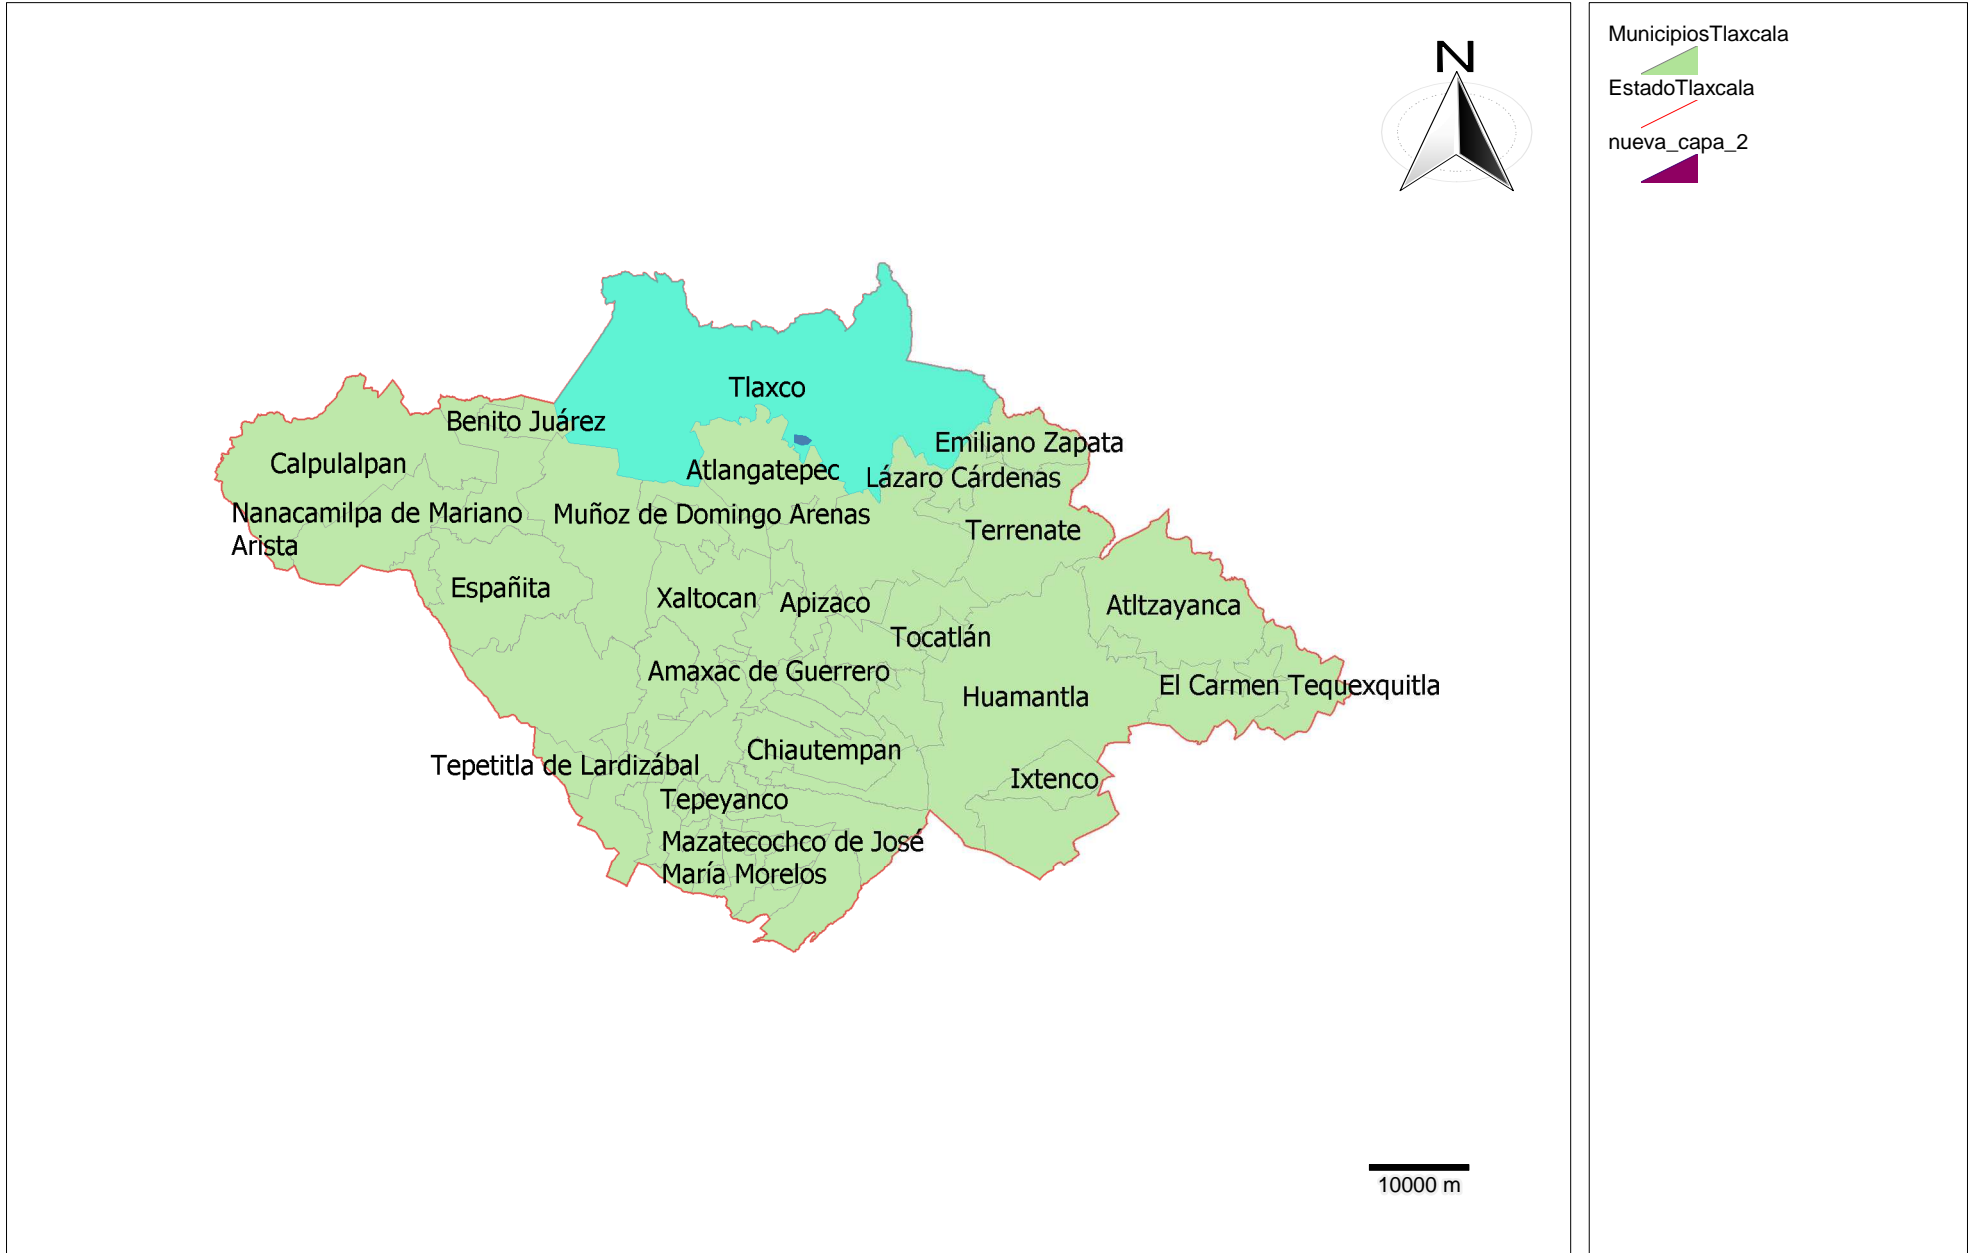 N
Tlaxco
Benito Juárez
Emiliano Zapata
Calpulalpan
Atlangatepec
Lázaro Cárdenas
Nanacamilpa de Mariano
Arista
Muñoz de Domingo Arenas
Terrenate
Españita
Xaltocan
Apizaco
Atltzayanca
Tocatlán
Amaxac de Guerrero
Huamantla
El Carmen Tequexquitla
Chiautempan
Tepetitla de Lardizábal
Ixtenco
Tepeyanco
Mazatecochco de José
María Morelos
10000 m
MunicipiosTlaxcala
EstadoTlaxcala
nueva_capa_2